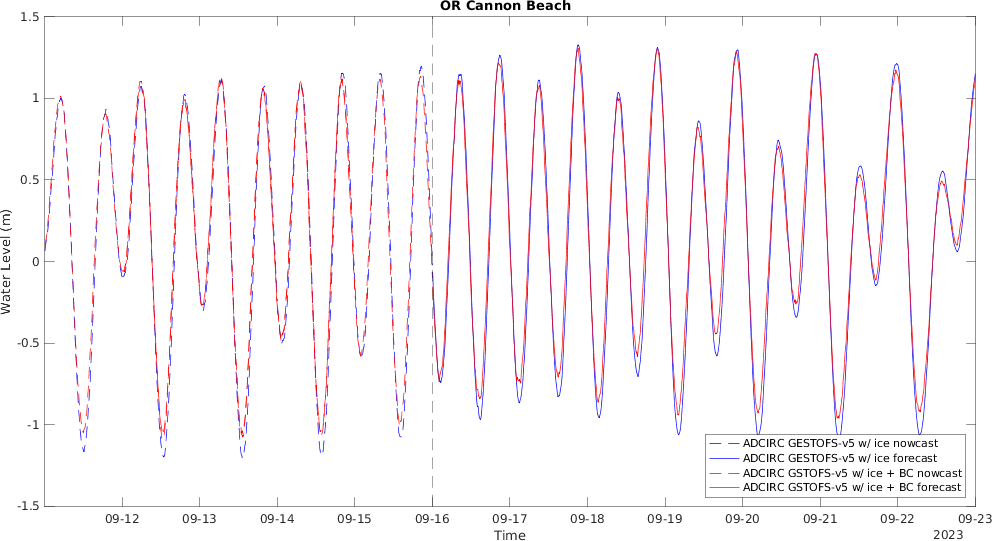 OR Cannon Beach
1.5
1
0.5
0
-0.5
-1
-1.5
Water Level (m)
09-12 09-13 09-14 09-15 09-16 09-17 09-18 09-19 09-20 09-21 09-22 09-23
Time
2023
ADCIRC GESTOFS-v5 w/ ice nowcast
ADCIRC GESTOFS-v5 w/ ice forecast
ADCIRC GSTOFS-v5 w/ ice + BC nowcast
ADCIRC GSTOFS-v5 w/ ice + BC forecast